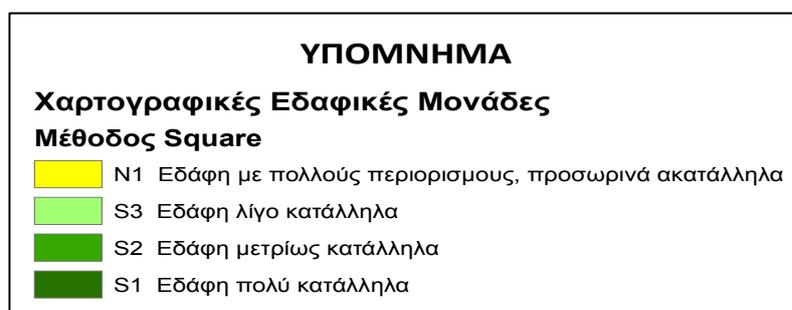 ΥΠΟΜΝΗΜΑ
Χαρτογραφικές Εδαφικές Μονάδες
Μέθοδος Square
N1 Εδάφη με πολλούς περιορισμους, προσωρινά ακατάλληλα
S3 Εδάφη λίγο κατάλληλα
S2 Εδάφη μετρίως κατάλληλα
S1 Εδάφη πολύ κατάλληλα